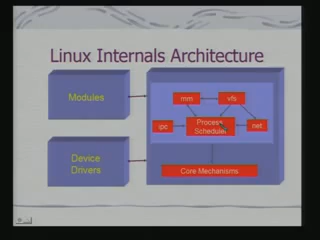 Linux Internals Architecture
Modules
mm
vfs
ipc
Process
Scheduler
net
Device
Drivers
Core Mechanisms